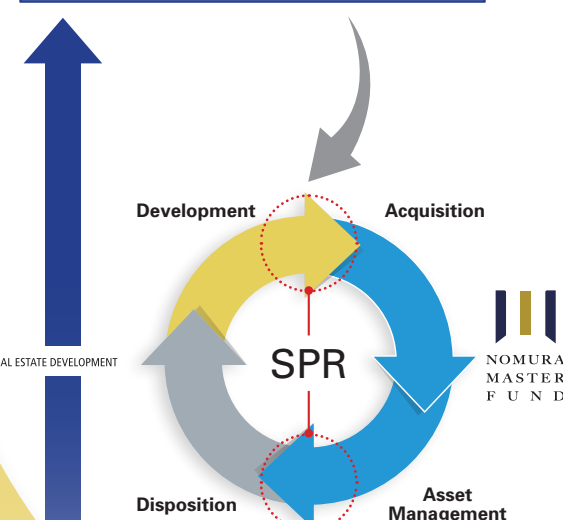 Development
Acquisition
AL ESTATE DEVELOPMENT
SPR
NOMURA
MASTER
FUND
Disposition
Asset
Management